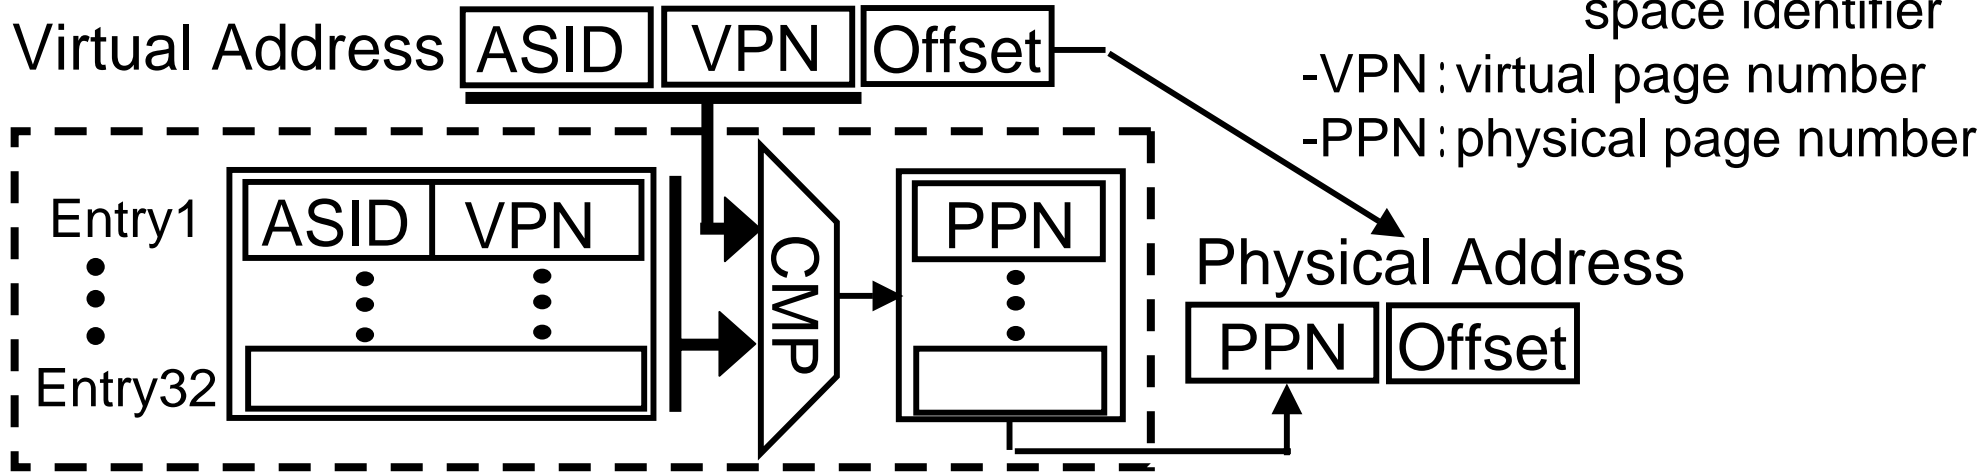 space identifier
Virtual Address ASID VPN Offset
-VPN: virtual page number
-PPN: physical page number
Entry1 ASID VPN
CMP
PPN
Entry32
Physical Address
PPN Offset